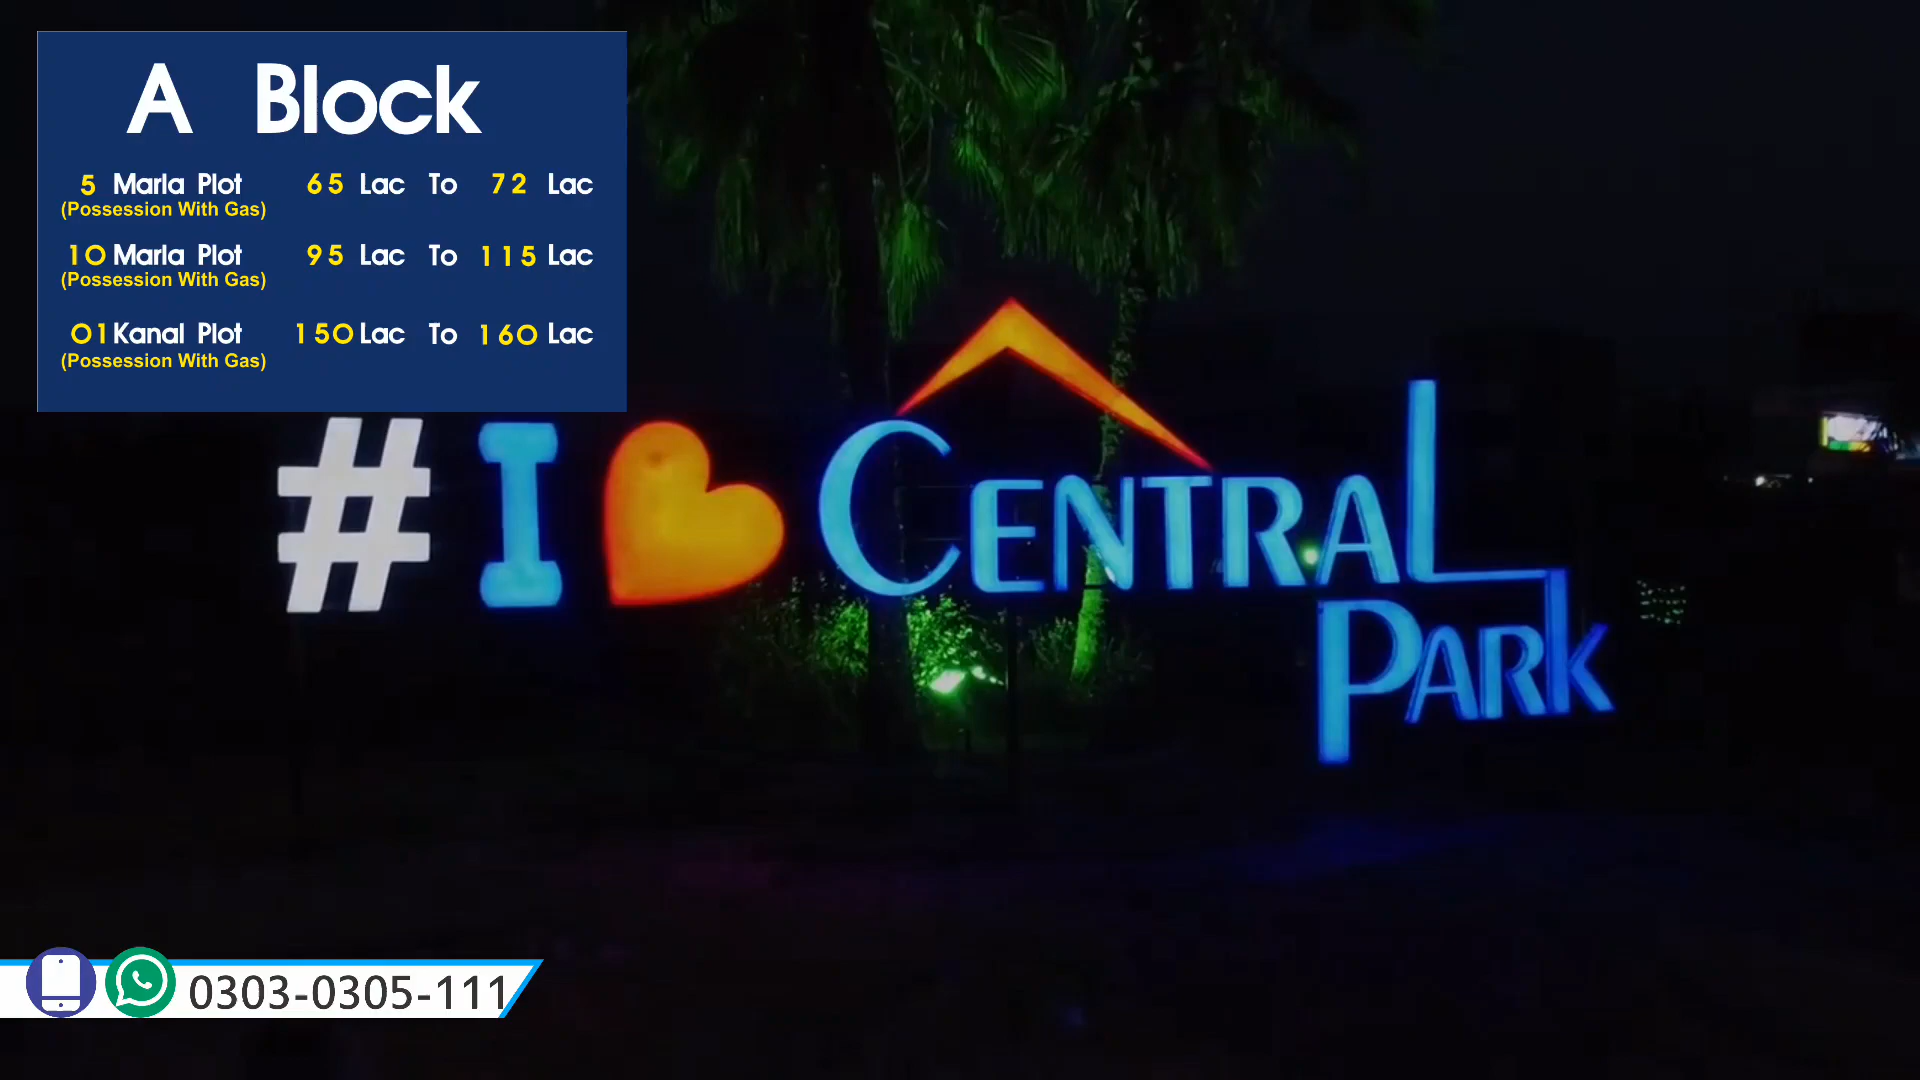 A Block
5 Marla Plot 65 Lac To 72 Lac
(Possession With Gas)
10 Marla Plot 95 Lac To 115 Lac
(Possession With Gas)
01 Kanal Plot 150 Lac To 160 Lac
(Possession With Gas)
#I CENTRAL
PARK
0303-0305-111